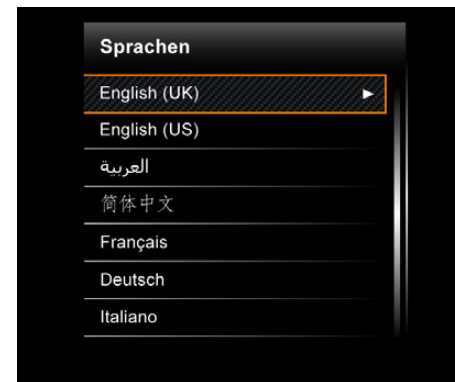 Sprachen
English (UK)
English (US)
العربية
简体中文
Français
Deutsch
Italiano